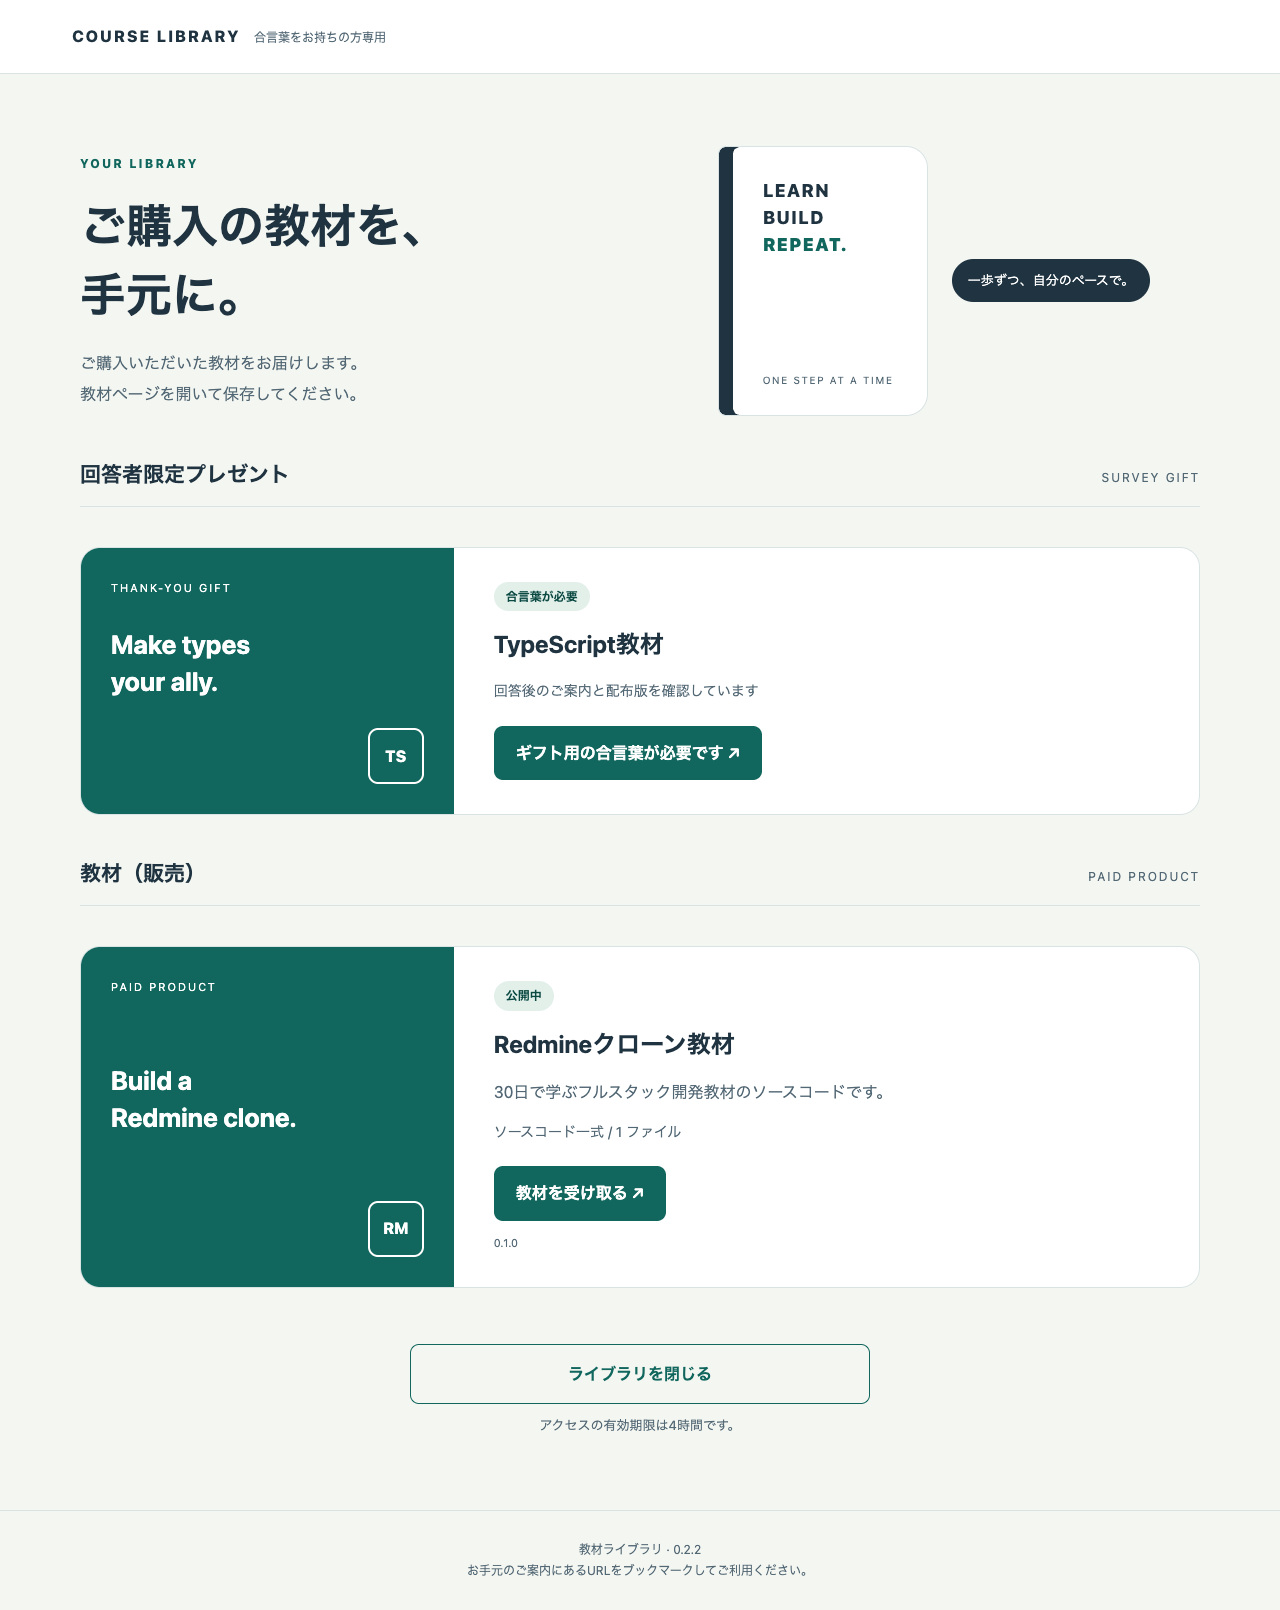 COURSE LIBRARY 合言葉をお持ちの方専用
YOUR LIBRARY
ご購入の教材を、
手元に。
ご購入いただいた教材をお届けします。
教材ページを開いて保存してください。
LEARN
BUILD
REPEAT.
ONE STEP AT A TIME
一歩ずつ、自分のペースで。
回答者限定プレゼント
SURVEY GIFT
THANK-YOU GIFT
Make types
your ally.
TS
合言葉が必要
TypeScript教材
回答後のご案内と配布版を確認しています
ギフト用の合言葉が必要です ↗
教材（販売）
PAID PRODUCT
PAID PRODUCT
Build a
Redmine clone.
RM
公開中
Redmineクローン教材
30日で学ぶフルスタック開発教材のソースコードです。
ソースコード一式 / 1 ファイル
教材を受け取る ↗
0.1.0
ライブラリを閉じる
アクセスの有効期限は4時間です。
教材ライブラリ · 0.2.2
お手元のご案内にあるURLをブックマークしてご利用ください。